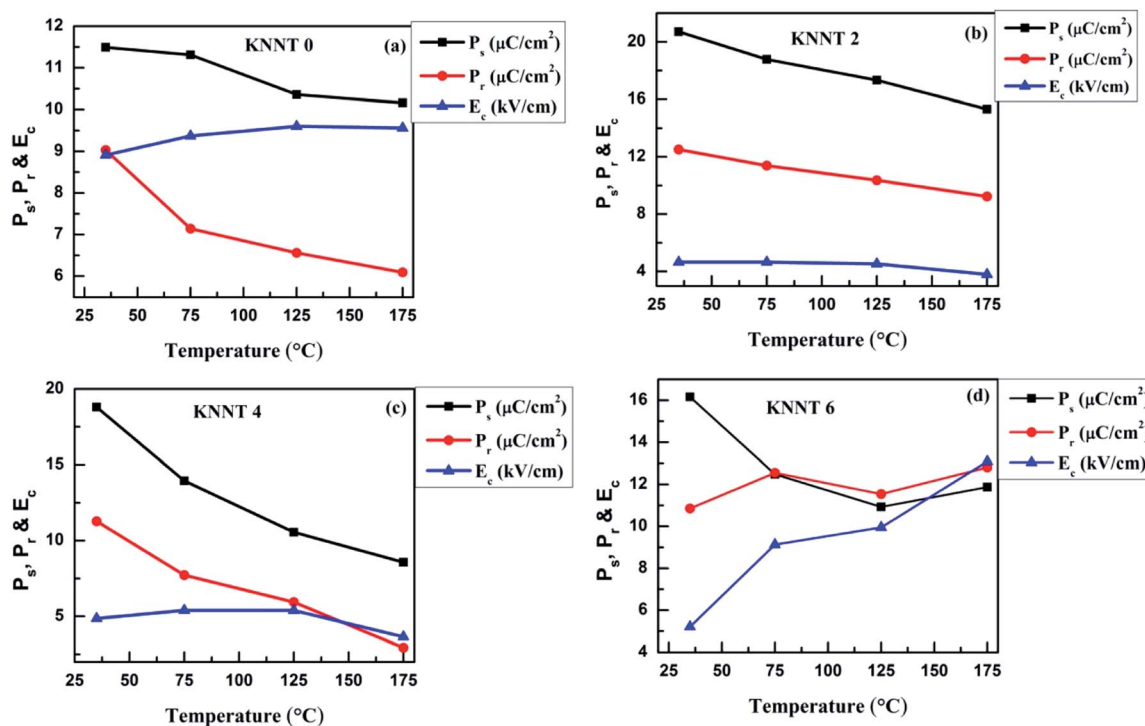 KNNT 0
(a)
P_s (μC/cm²)
P_r (μC/cm²)
E_c (kV/cm)
12
11
10
9
8
7
6
P_s, P_r & E_c
25 50 75 100 125 150 175
Temperature (°C)
KNNT 2
(b)
P_s (μC/cm²)
P_r (μC/cm²)
E_c (kV/cm)
20
16
12
8
4
P_s, P_r & E_c
25 50 75 100 125 150 175
Temperature (°C)
KNNT 4
(c)
P_s (μC/cm²)
P_r (μC/cm²)
E_c (kV/cm)
20
15
10
5
P_s, P_r & E_c
25 50 75 100 125 150 175
Temperature (°C)
KNNT 6
(d)
P_s (μC/cm²)
P_r (μC/cm²)
E_c (kV/cm)
16
14
12
10
8
6
4
P_s, P_r & E_c
25 50 75 100 125 150 175
Temperature (°C)